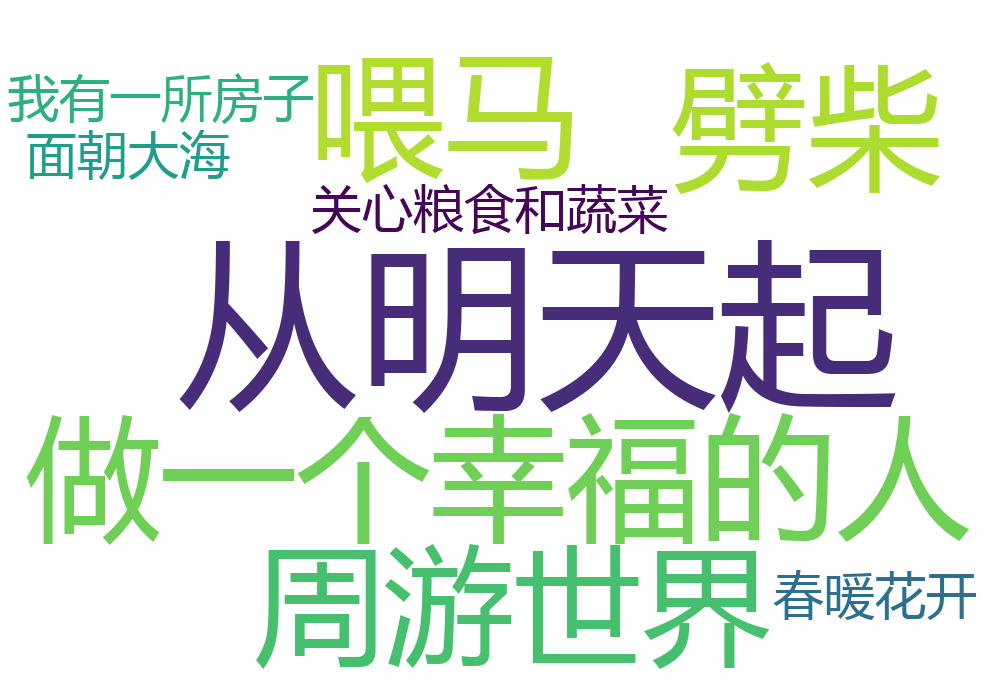 我有一所房子
喂马
劈柴
面朝大海
关心粮食和蔬菜
从明天起
做一个幸福的人
周游世界
春暖花开